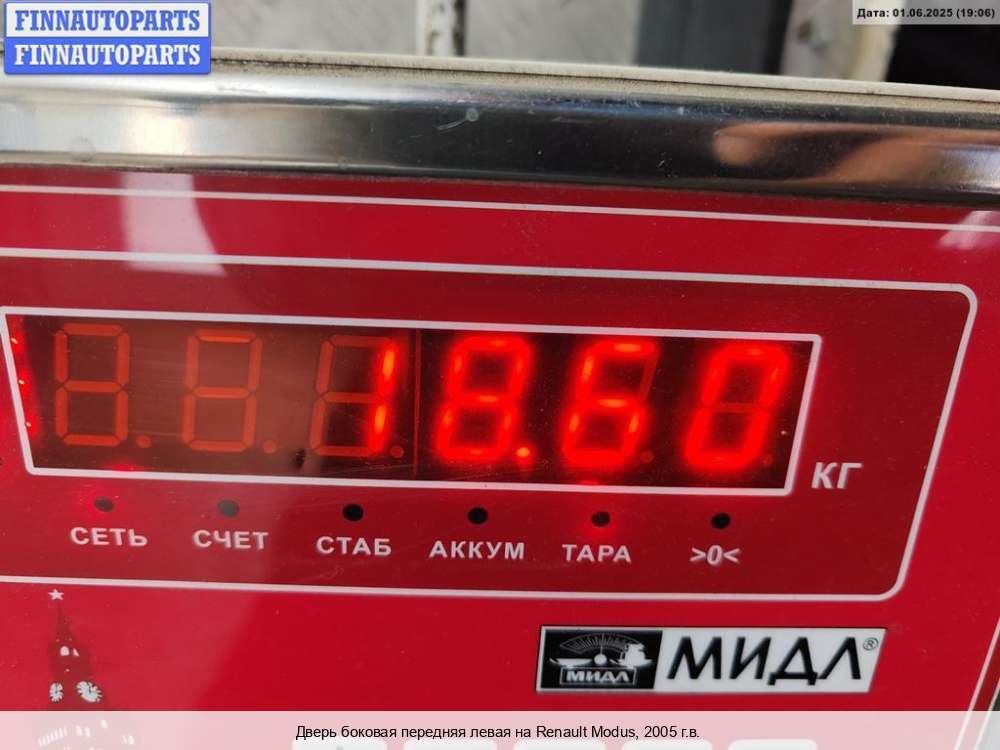 FINNAUTOPARTS
FINNAUTOPARTS
Дата: 01.06.2025 (19:06)
18.60
КГ
СЕТЬ СЧЕТ СТАБ АККУМ ТАРА >0<
МИДЛ МИДЛ®
Дверь боковая передняя левая на Renault Modus, 2005 г.в.